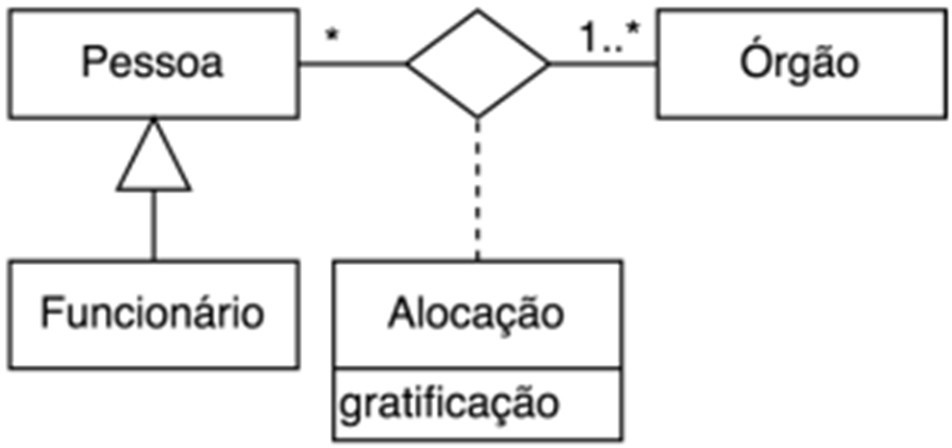 Pessoa
*
1..*
Órgão
Funcionário
Alocação
gratificação